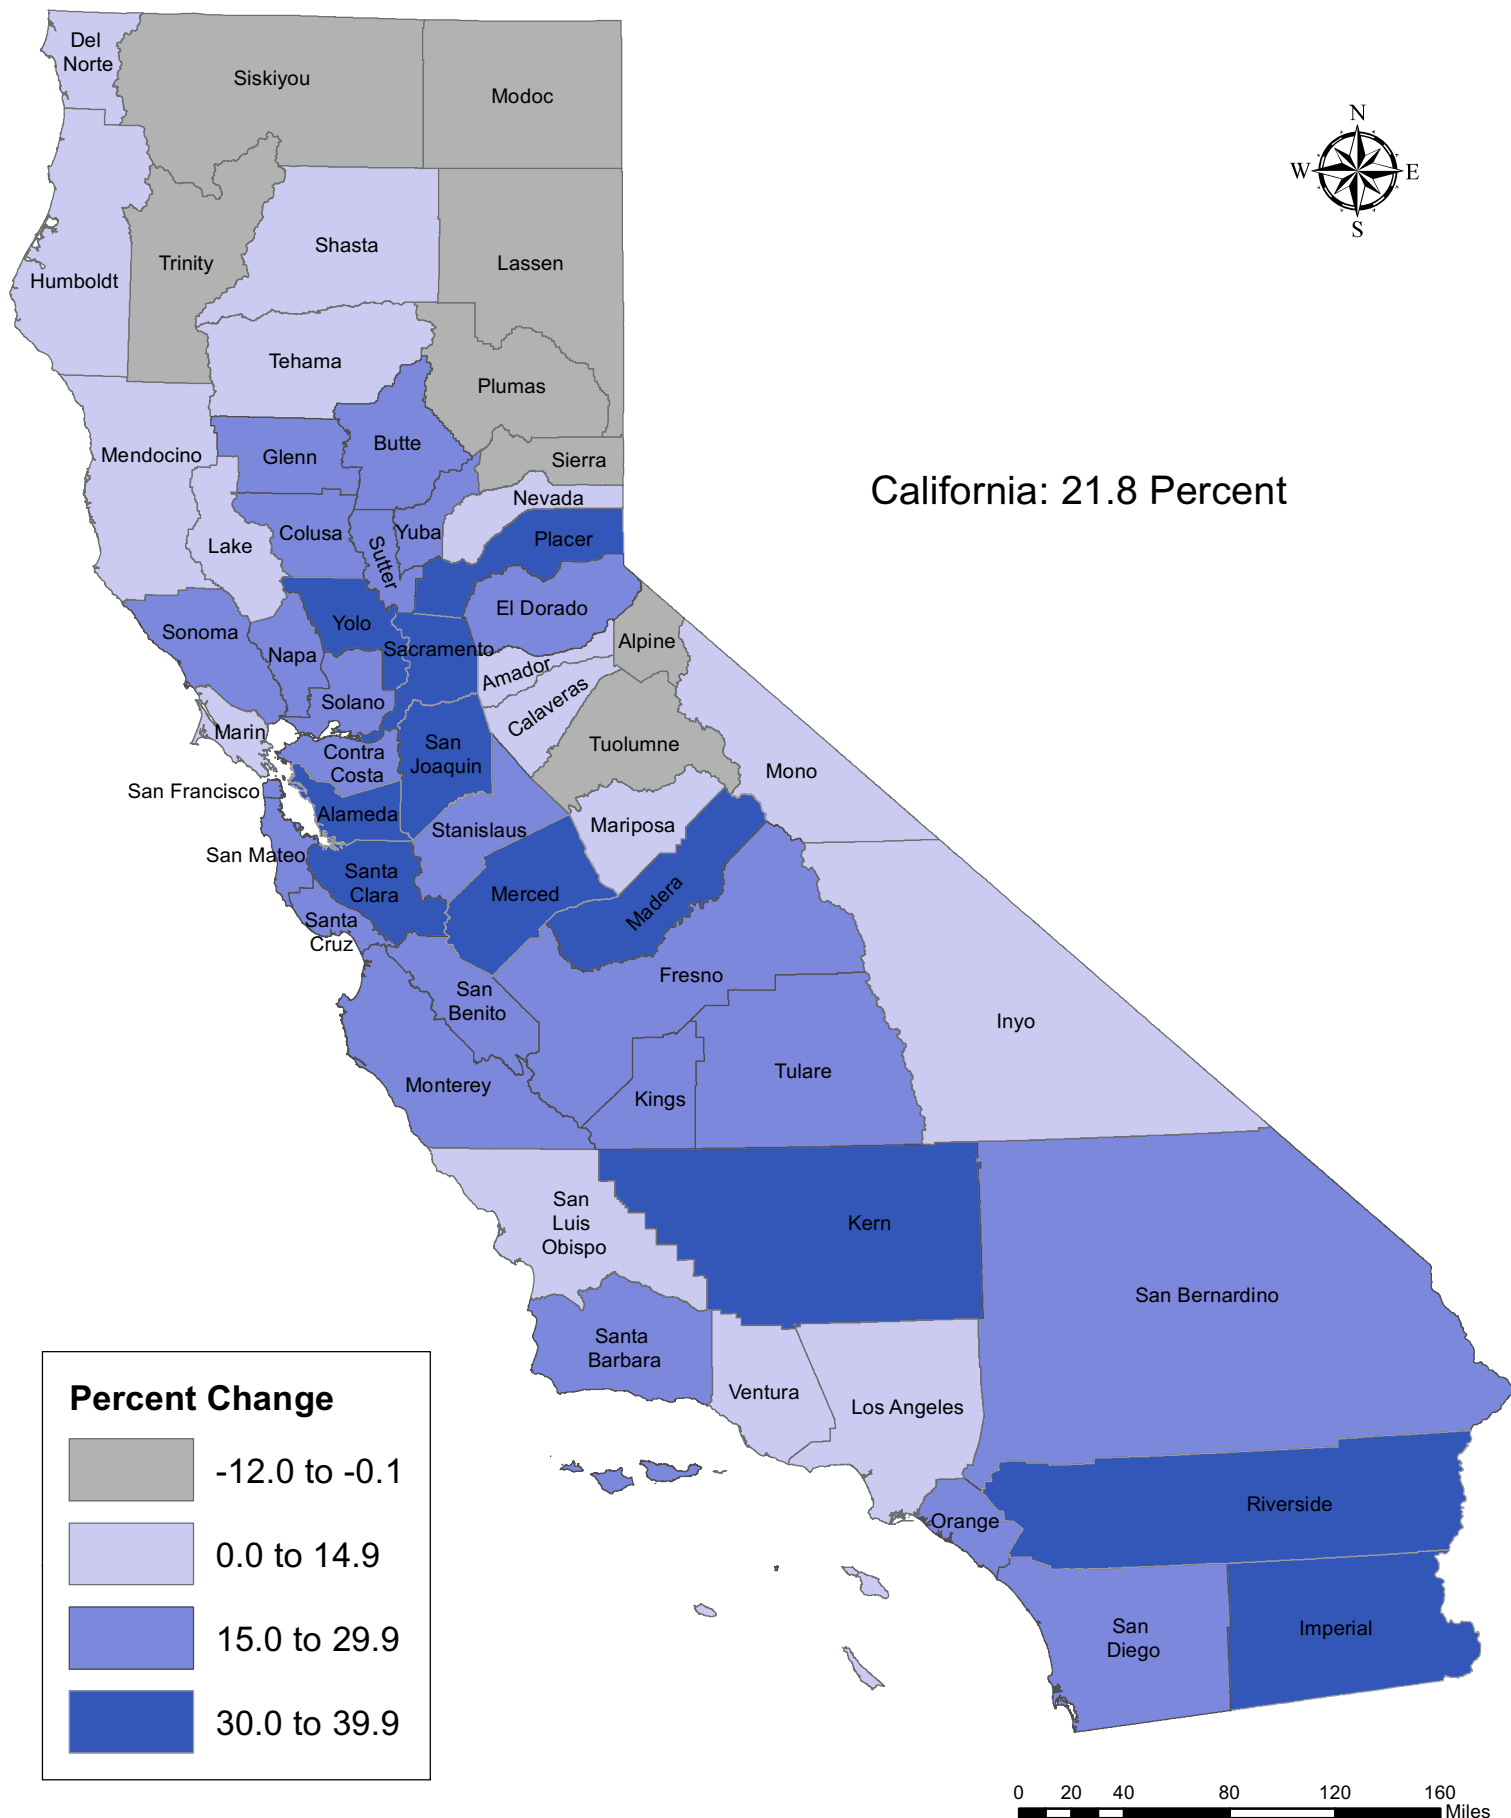 Del
Norte
Siskiyou
Modoc
N
W
E
S
Humboldt
Trinity
Shasta
Lassen
Tehama
Plumas
Mendocino
Glenn
Butte
Sierra
California: 21.8 Percent
Nevada
Lake
Colusa
Sutter
Yuba
Placer
El Dorado
Sonoma
Yolo
Napa
Sacramento
Alpine
Amador
Solano
Calaveras
Marin
Contra
Costa
San
Joaquin
Tuolumne
Mono
San Francisco
Alameda
Stanislaus
Mariposa
San Mateo
Santa
Clara
Merced
Madera
Santa
Cruz
Fresno
San
Benito
Inyo
Monterey
Kings
Tulare
San
Luis
Obispo
Kern
San Bernardino
Santa
Barbara
Ventura
Los Angeles
Orange
Riverside
San
Diego
Imperial
Percent Change
-12.0 to -0.1
0.0 to 14.9
15.0 to 29.9
30.0 to 39.9
0 20 40 80 120 160
Miles